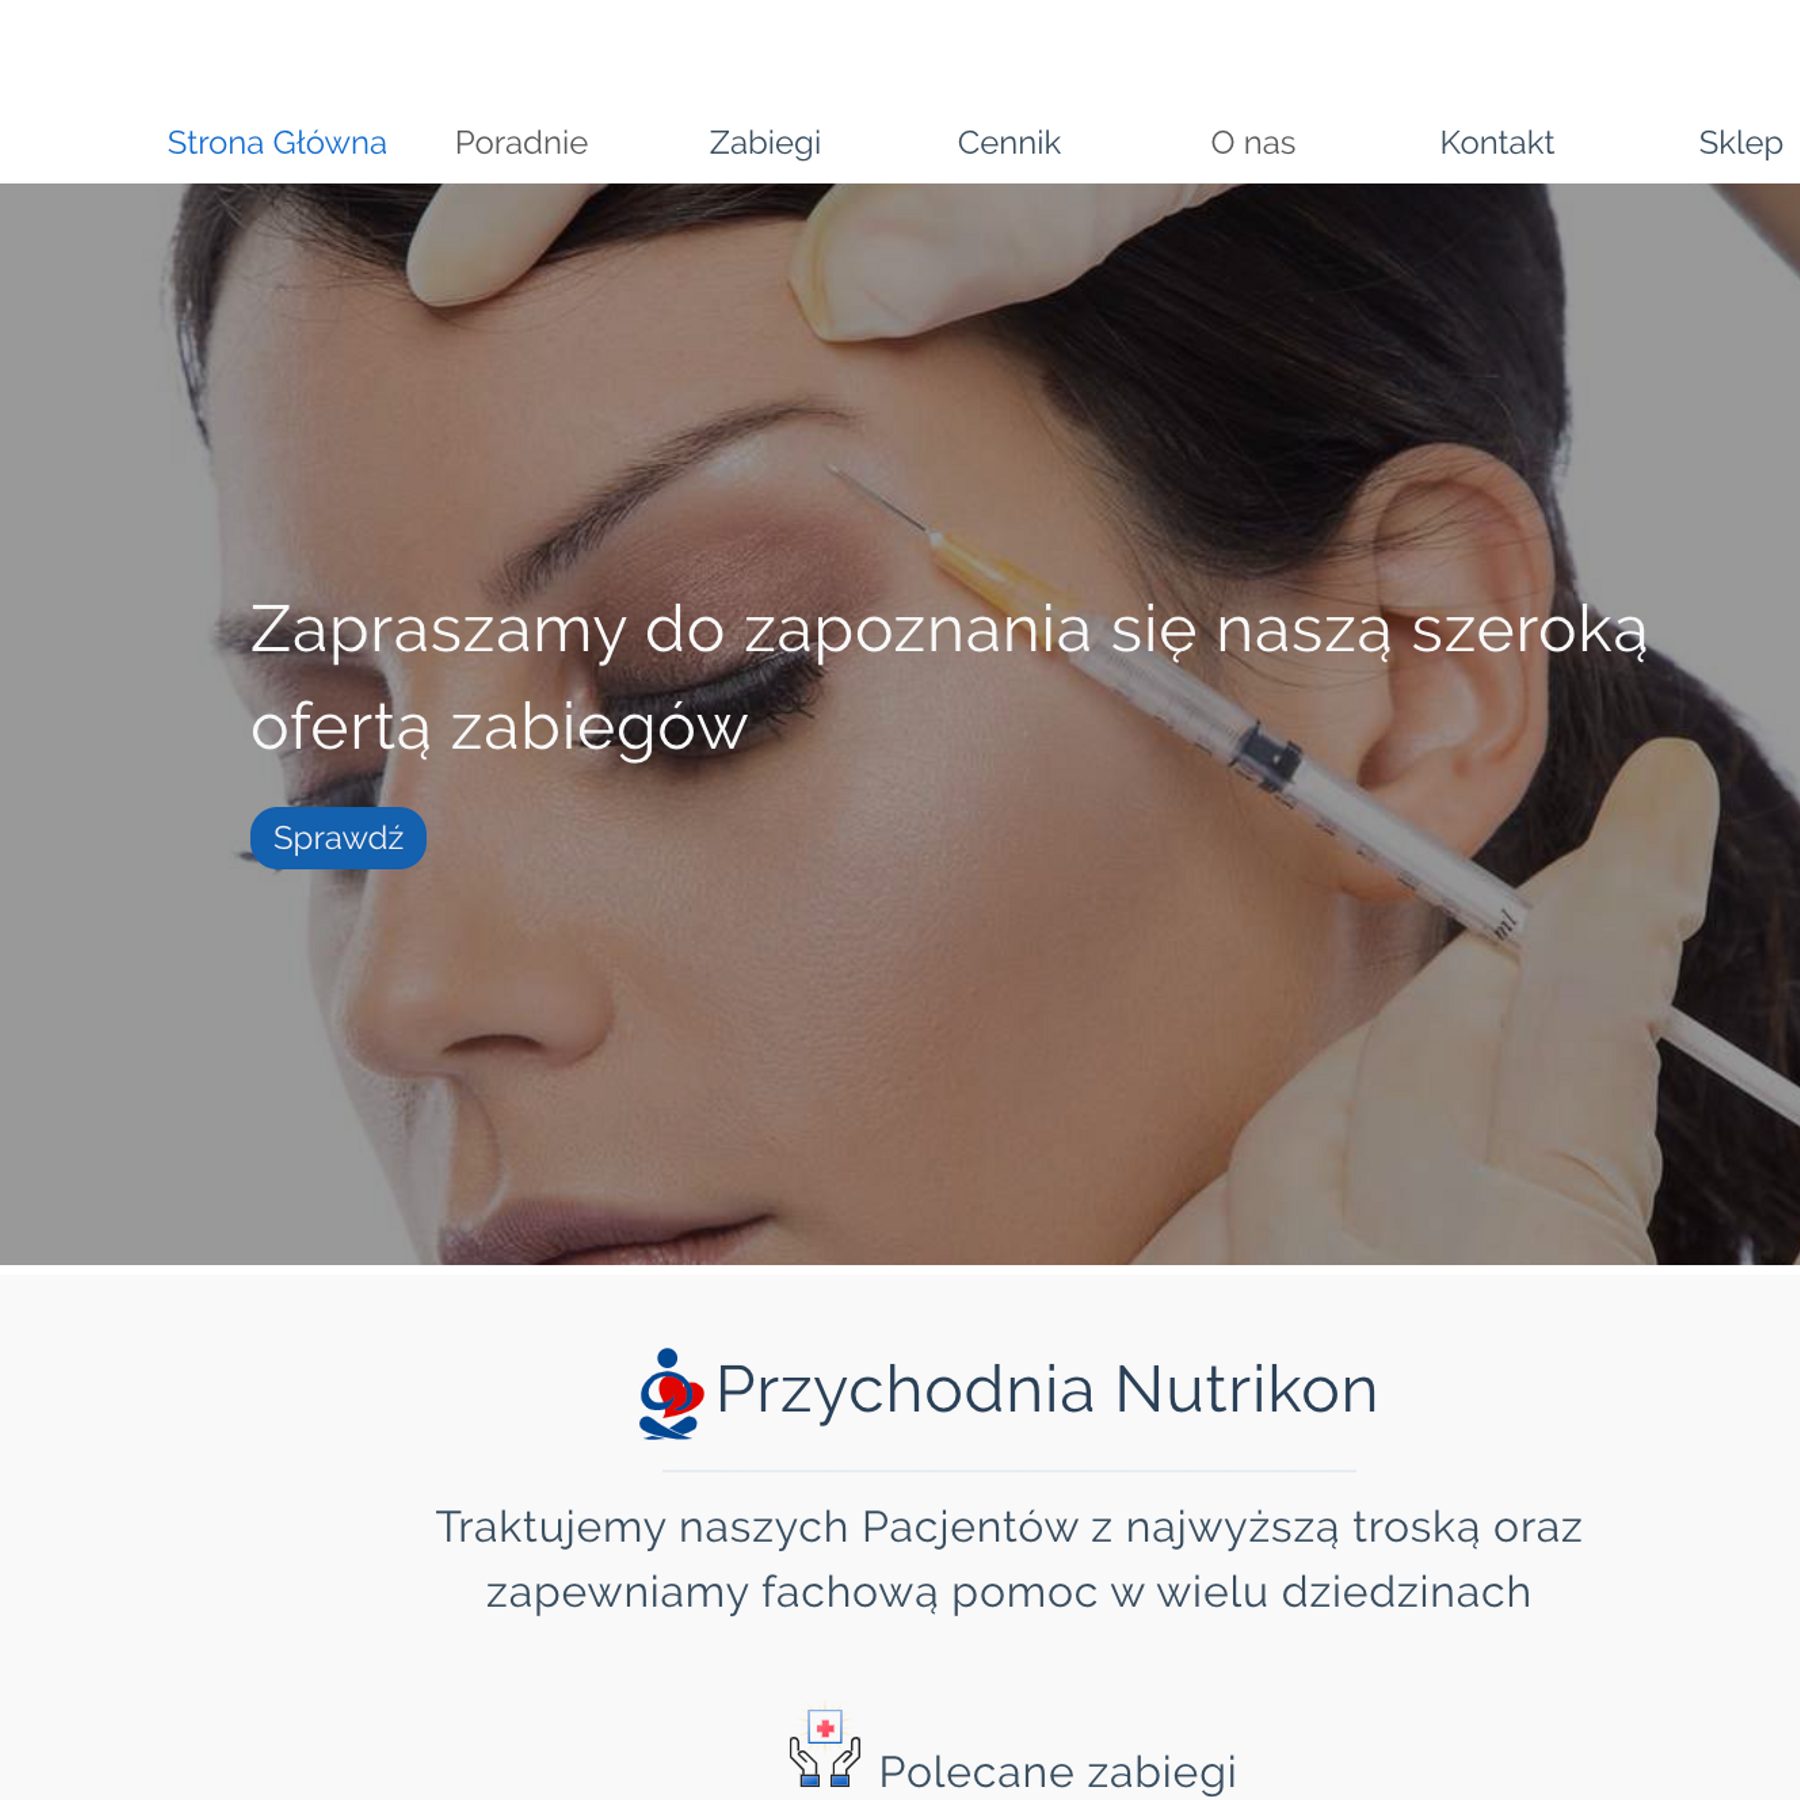 Strona Główna Poradnie Zabiegi Cennik O nas Kontakt Sklep
Zapraszamy do zapoznania się naszą szeroką
ofertą zabiegów
Sprawdź
ml
Przychodnia Nutrikon
Traktujemy naszych Pacjentów z najwyższą troską oraz
zapewniamy fachową pomoc w wielu dziedzinach
Polecane zabiegi